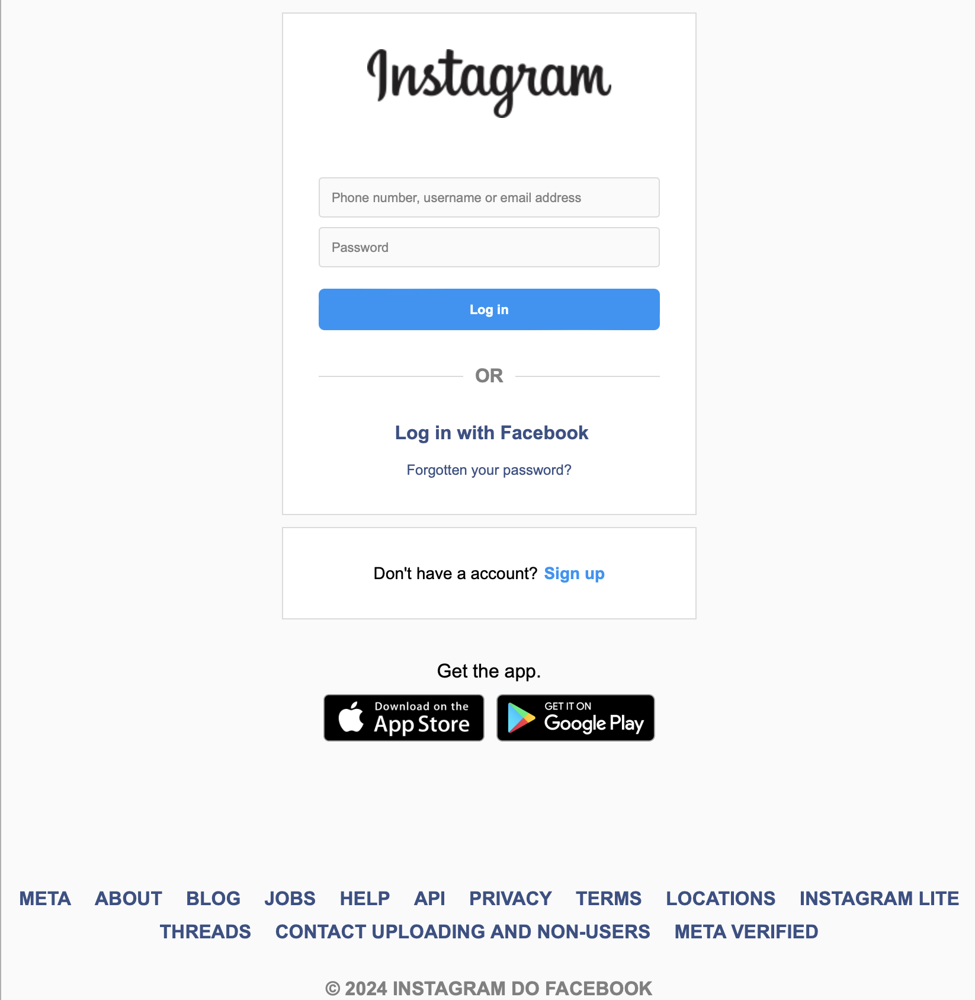 Instagram
Phone number, username or email address
Password
Log in
OR
Log in with Facebook
Forgotten your password?
Don't have a account? Sign up
Get the app.
Download on the
App Store
GET IT ON
Google Play
META ABOUT BLOG JOBS HELP API PRIVACY TERMS LOCATIONS INSTAGRAM LITE
THREADS CONTACT UPLOADING AND NON-USERS META VERIFIED
© 2024 INSTAGRAM DO FACEBOOK